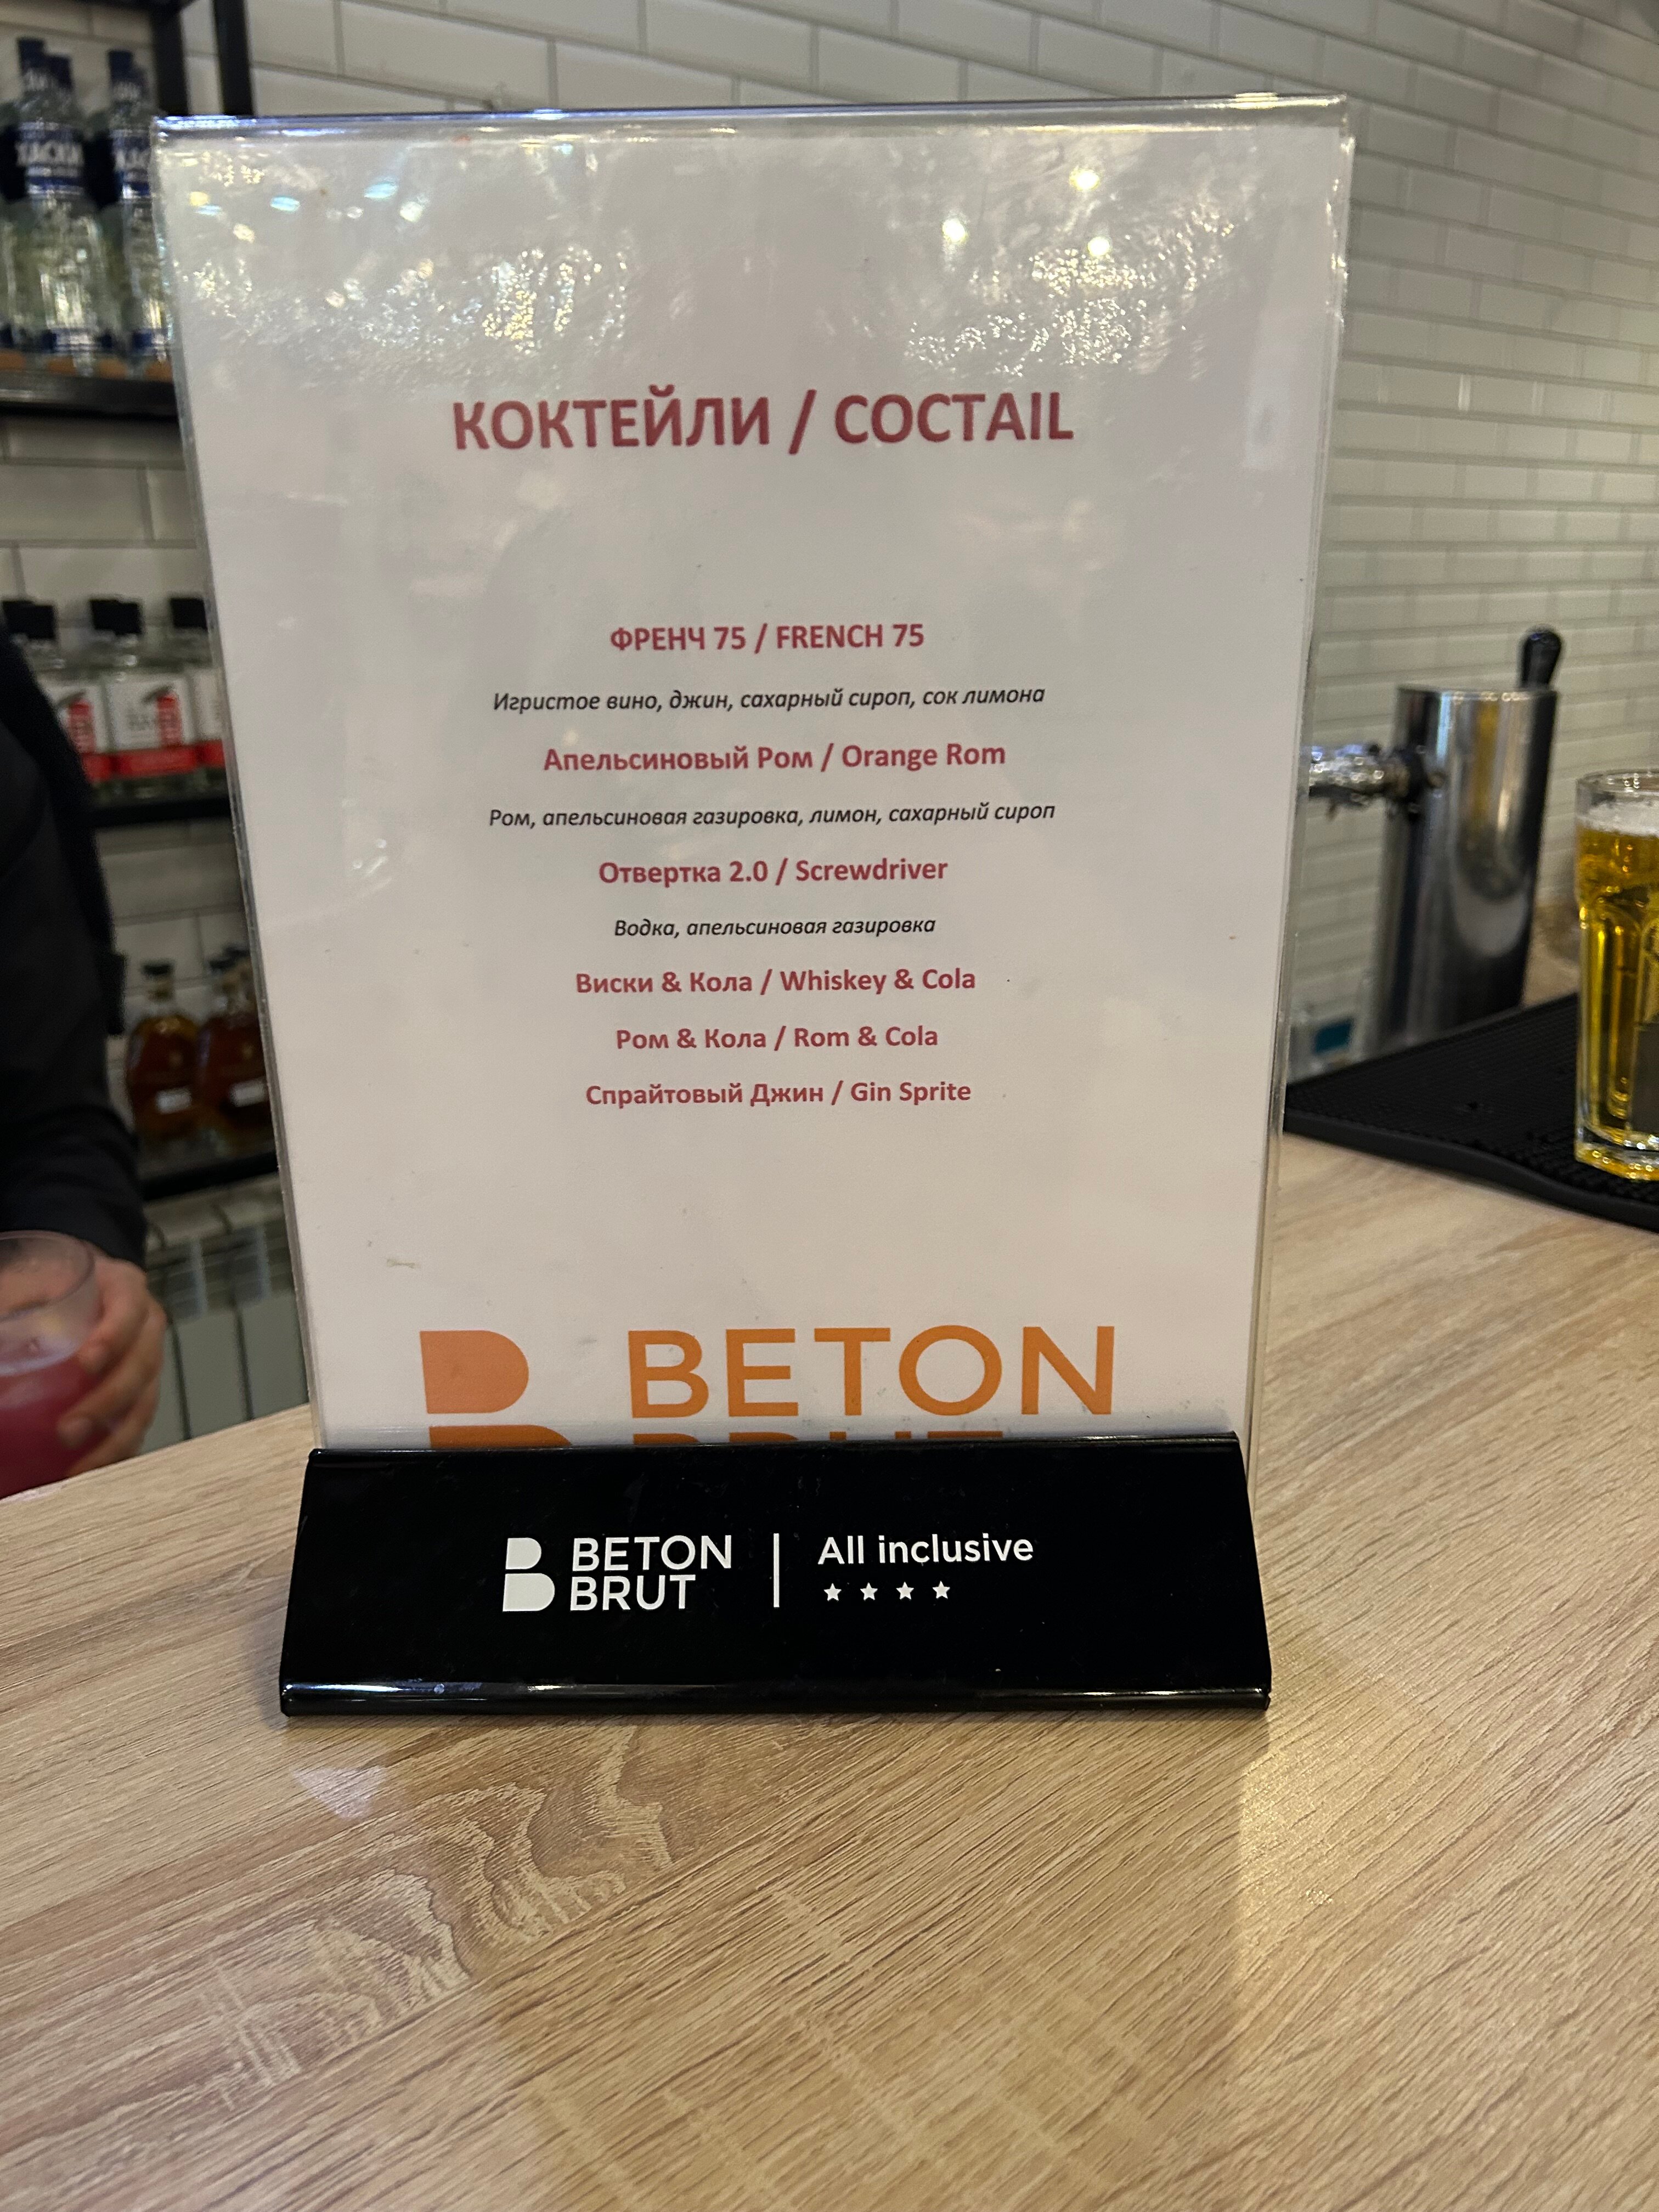 ХАСКИ
КОКТЕЙЛИ / COCTAIL
ФРЕНЧ 75 / FRENCH 75
Игристое вино, джин, сахарный сироп, сок лимона
Апельсиновый Ром / Orange Rom
Ром, апельсиновая газировка, лимон, сахарный сироп
Отвертка 2.0 / Screwdriver
Водка, апельсиновая газировка
Виски & Кола / Whiskey & Cola
Ром & Кола / Rom & Cola
Спрайтовый Джин / Gin Sprite
BETON
BRUT
BETON
BRUT
All inclusive